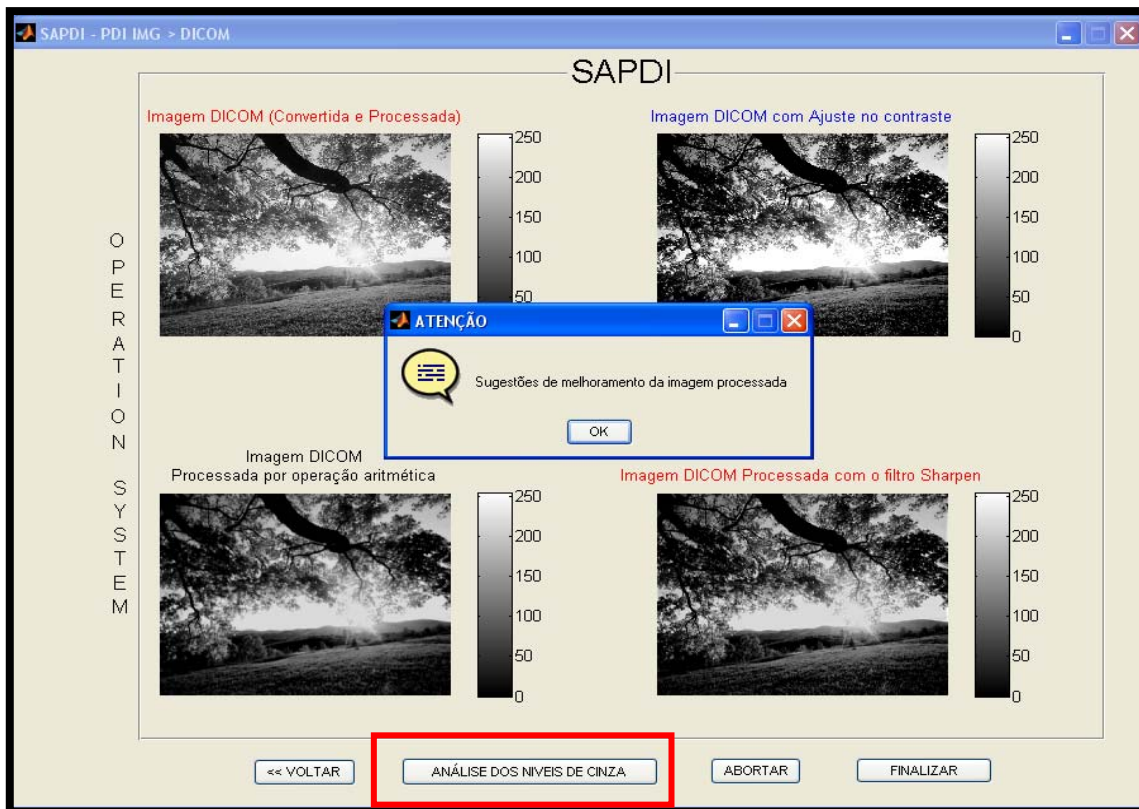 SAPDI - PDI IMG > DICOM
SAPDI
OPERATION SYSTEM
Imagem DICOM (Convertida e Processada)
250
200
150
100
50
Imagem DICOM com Ajuste no contraste
250
200
150
100
50
0
ATENÇÃO
Sugestões de melhoramento da imagem processada
OK
Imagem DICOM
Processada por operação aritmética
250
200
150
100
50
0
Imagem DICOM Processada com o filtro Sharpen
250
200
150
100
50
0
<< VOLTAR
ANÁLISE DOS NIVEIS DE CINZA
ABORTAR
FINALIZAR